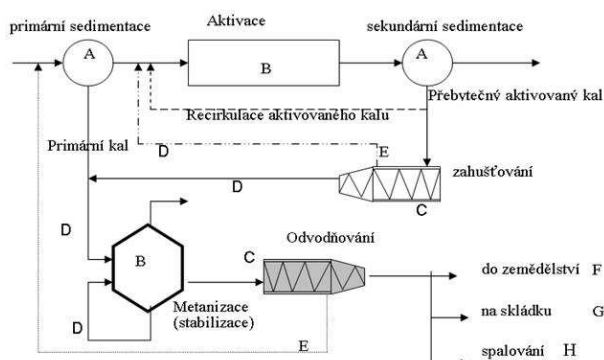 primární sedimentace
Aktivace
sekundární sedimentace
A
B
A
Přebytečný aktivovaný kal
Recirkulace aktivovaného kalu
Primární kal
D
E
zahušťování
D
C
D
Odvodňování
B
C
do zemědělství F
Metanizace
(stabilizace)
D
na skládku G
E
spalování H